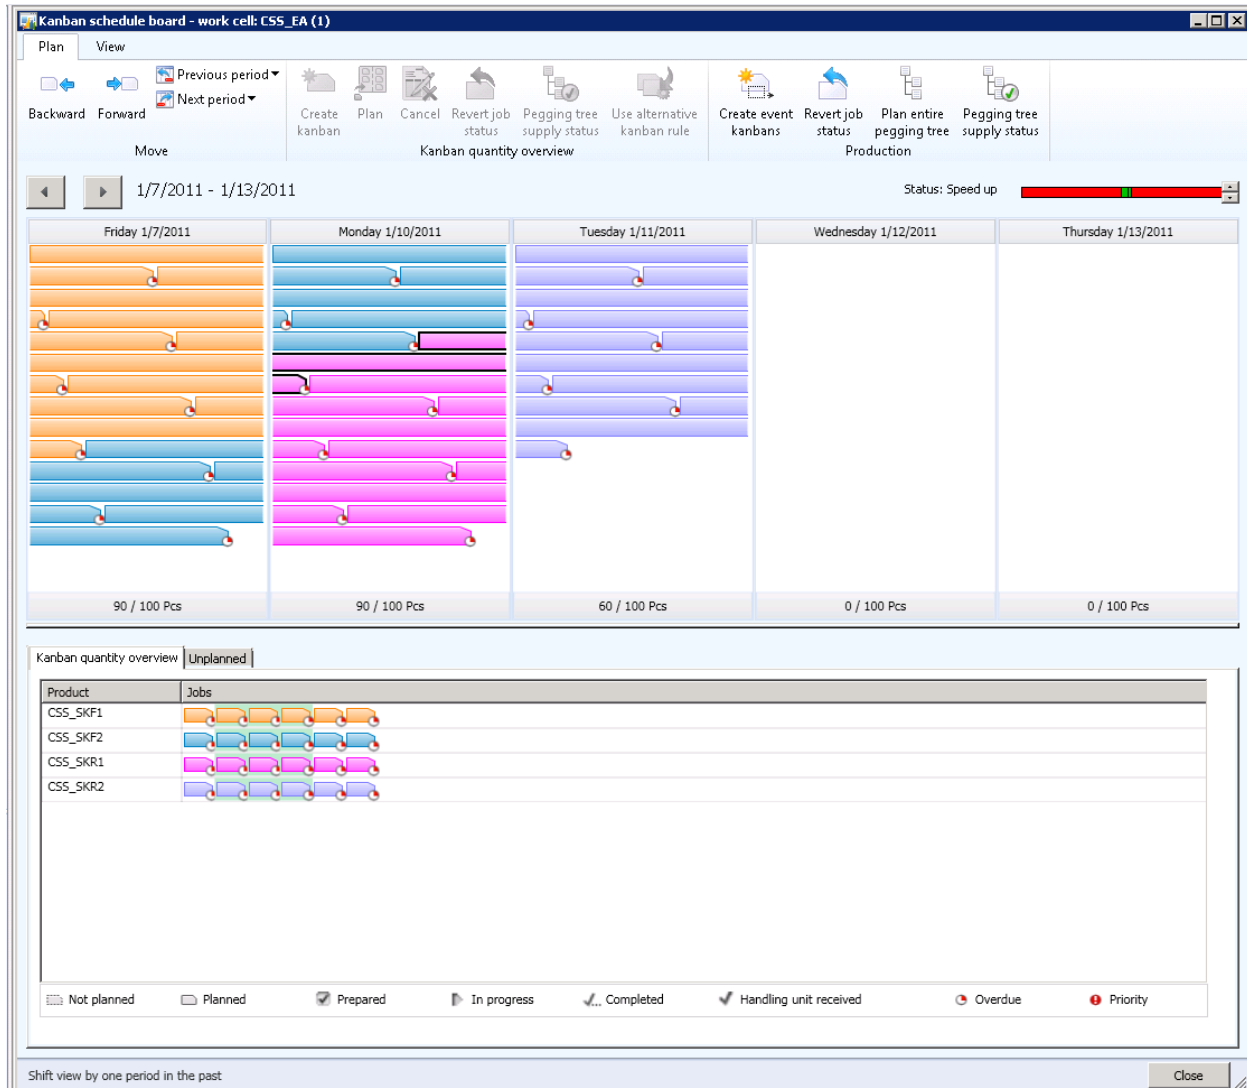 Kanban schedule board - work cell: CSS_EA (1)
Plan View
Backward Forward Previous period Next period
Move
Create kanban Plan Cancel Revert job status Pegging tree supply status Use alternative kanban rule
Kanban quantity overview
Create event kanbans Revert job status Plan entire pegging tree Pegging tree supply status
Production
1/7/2011 - 1/13/2011 Status: Speed up
Friday 1/7/2011 Monday 1/10/2011 Tuesday 1/11/2011 Wednesday 1/12/2011 Thursday 1/13/2011
90 / 100 Pcs 90 / 100 Pcs 60 / 100 Pcs 0 / 100 Pcs 0 / 100 Pcs
Kanban quantity overview Unplanned
Product Jobs
CSS_SKF1
CSS_SKF2
CSS_SKR1
CSS_SKR2
Not planned Planned Prepared In progress Completed Handling unit received Overdue Priority
Shift view by one period in the past Close